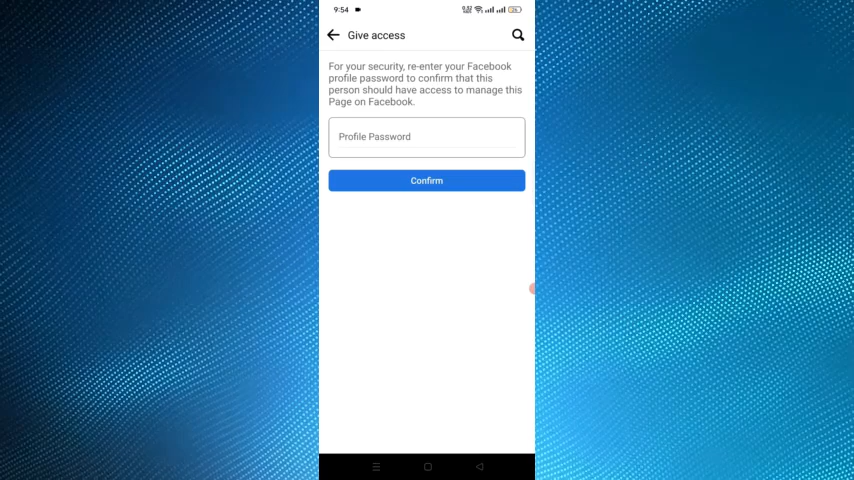 9:54
Give access
For your security, re-enter your Facebook
profile password to confirm that this
person should have access to manage this
Page on Facebook.
Profile Password
Confirm